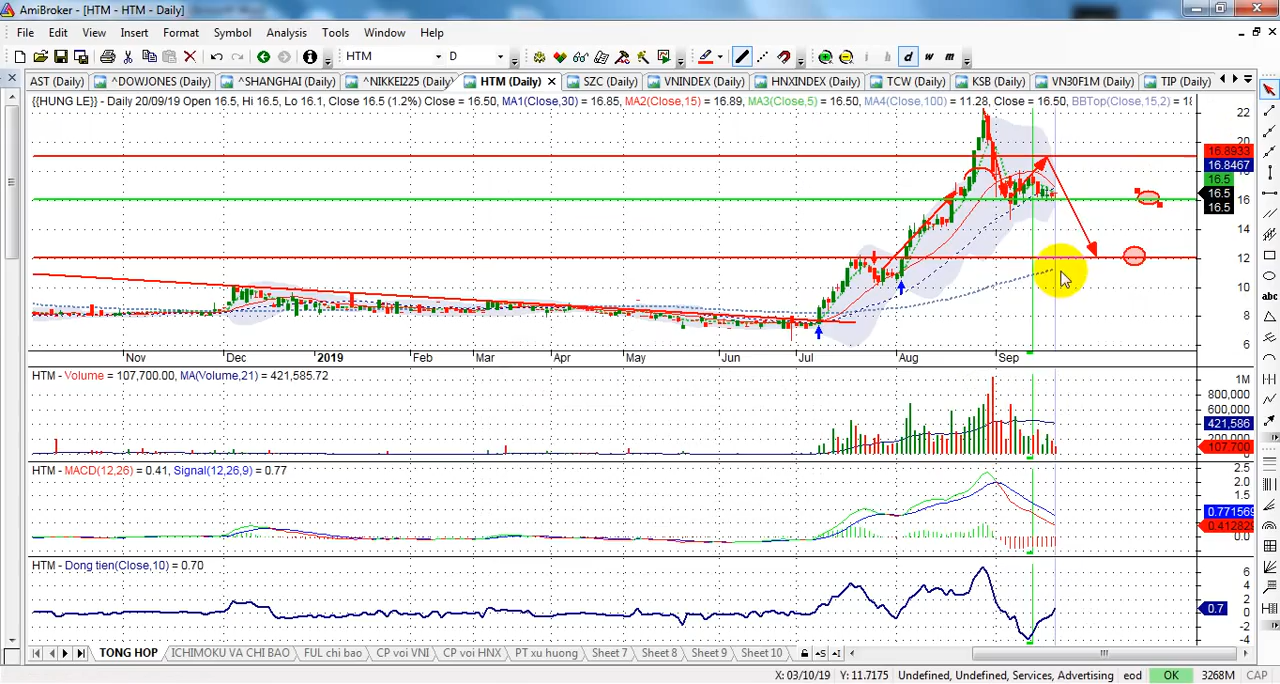 AmiBroker - [HTM - HTM - Daily]
File Edit View Insert Format Symbol Analysis Tools Window Help
HTM D i h d w m
AST (Daily) ^DOWJONES (Daily) ^SHANGHAI (Daily) ^NIKKEI225 (Daily) HTM (Daily) SZC (Daily) VNINDEX (Daily) HNXINDEX (Daily) TCW (Daily) KSB (Daily) VN30F1M (Daily) TIP (Daily)
{{HUNG LE}} - Daily 20/09/19 Open 16.5, Hi 16.5, Lo 16.1, Close 16.5 (1.2%) Close = 16.50, MA1(Close,30) = 16.85, MA2(Close,15) = 16.89, MA3(Close,5) = 16.50, MA4(Close,100) = 11.28, Close = 16.50, BBTop(Close,15,2) = 18
22
20
16.8933
16.8467
16.5
16.5
16
16.5
14
12
abc
10
8
6
Nov Dec 2019 Feb Mar Apr May Jun Jul Aug Sep
HTM - Volume = 107,700.00, MA(Volume,21) = 421,585.72
1M
800,000
600,000
421,586
200,000
107,700
HTM - MACD(12,26) = 0.41, Signal(12,26,9) = 0.77
2.5
2.0
1.5
0.771569
0.412829
0.0
HTM - Dong tien(Close,10) = 0.70
6
4
2
0.7
0
-2
-4
TONG HOP ICHIMOKU VA CHI BAO FUL chi bao CP voi VNI CP voi HNX PT xu huong Sheet 7 Sheet 8 Sheet 9 Sheet 10
X: 03/10/19 Y: 11.7175 Undefined, Undefined, Services, Advertising eod OK 3268M CAP